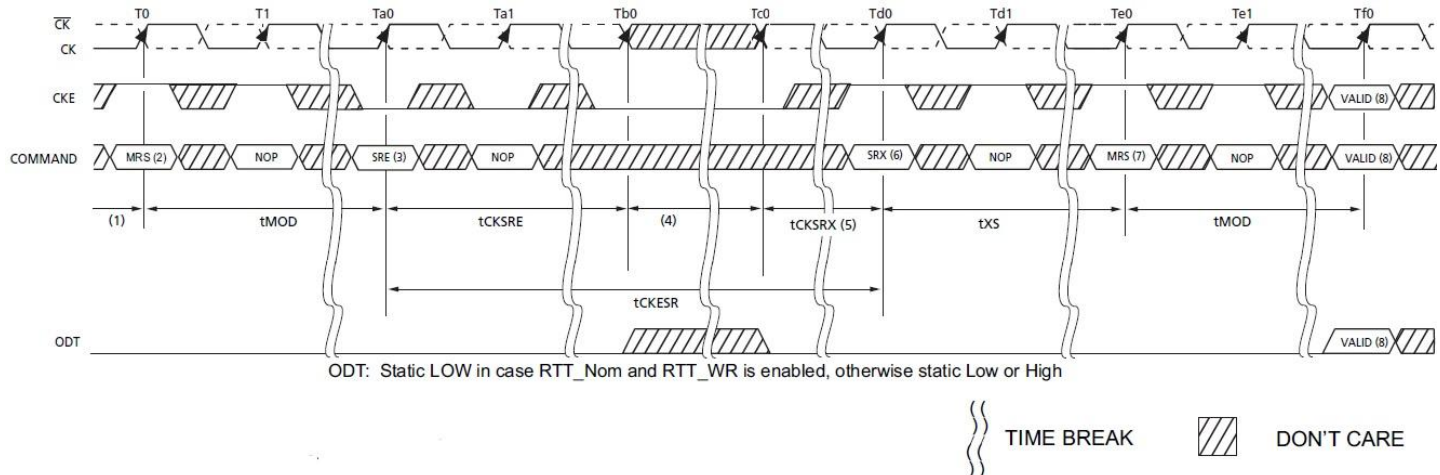 T0 T1 Ta0 Ta1 Tb0 Tc0 Td0 Td1 Te0 Te1 Tf0
CK
CK
CKE VALID (8)
COMMAND MRS (2) NOP SRE (3) NOP SRX (6) NOP MRS (7) NOP VALID (8)
(1) tMOD tCKSRE (4) tCKSRX (5) tXS tMOD
tCKESR
ODT VALID (8)
ODT: Static LOW in case RTT_Nom and RTT_WR is enabled, otherwise static Low or High
TIME BREAK DON'T CARE